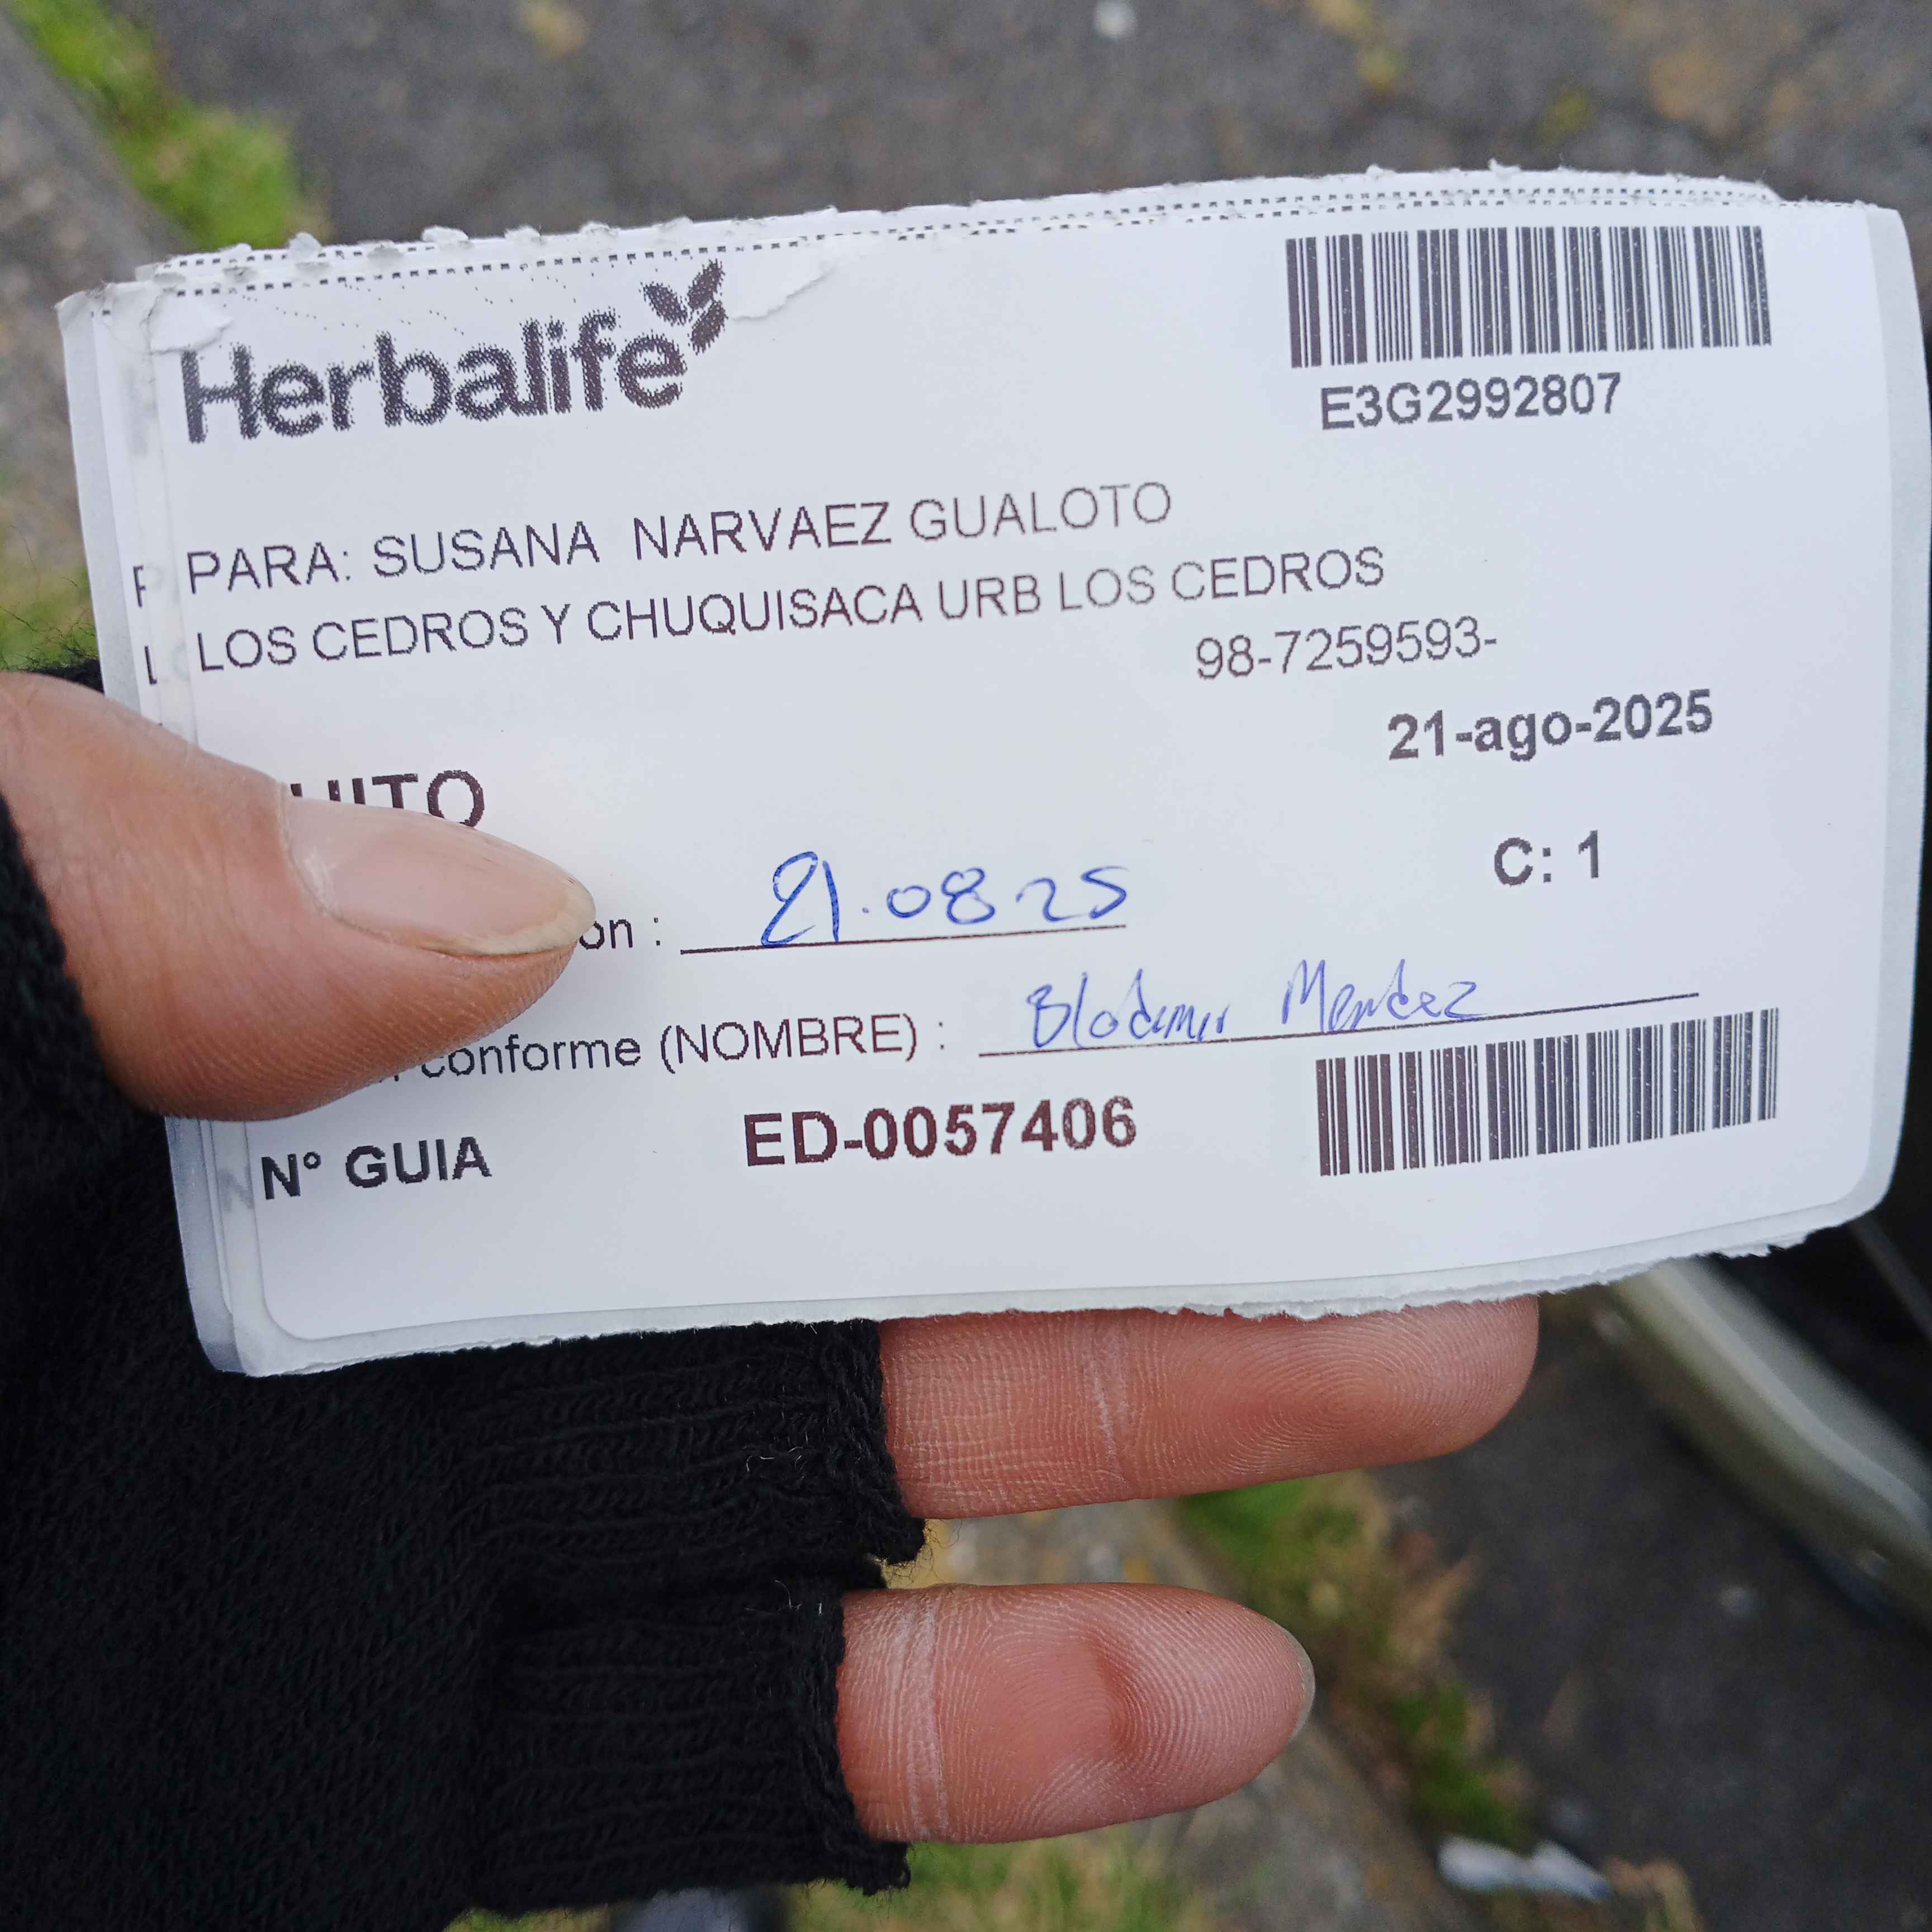 Herbalife
E3G2992807
PARA: SUSANA NARVAEZ GUALOTO
LOS CEDROS Y CHUQUISACA URB LOS CEDROS
98-7259593-
21-ago-2025
UITO
C: 1
on : 21.08 25
conforme (NOMBRE) : Blodimir Mendez
N° GUIA ED-0057406